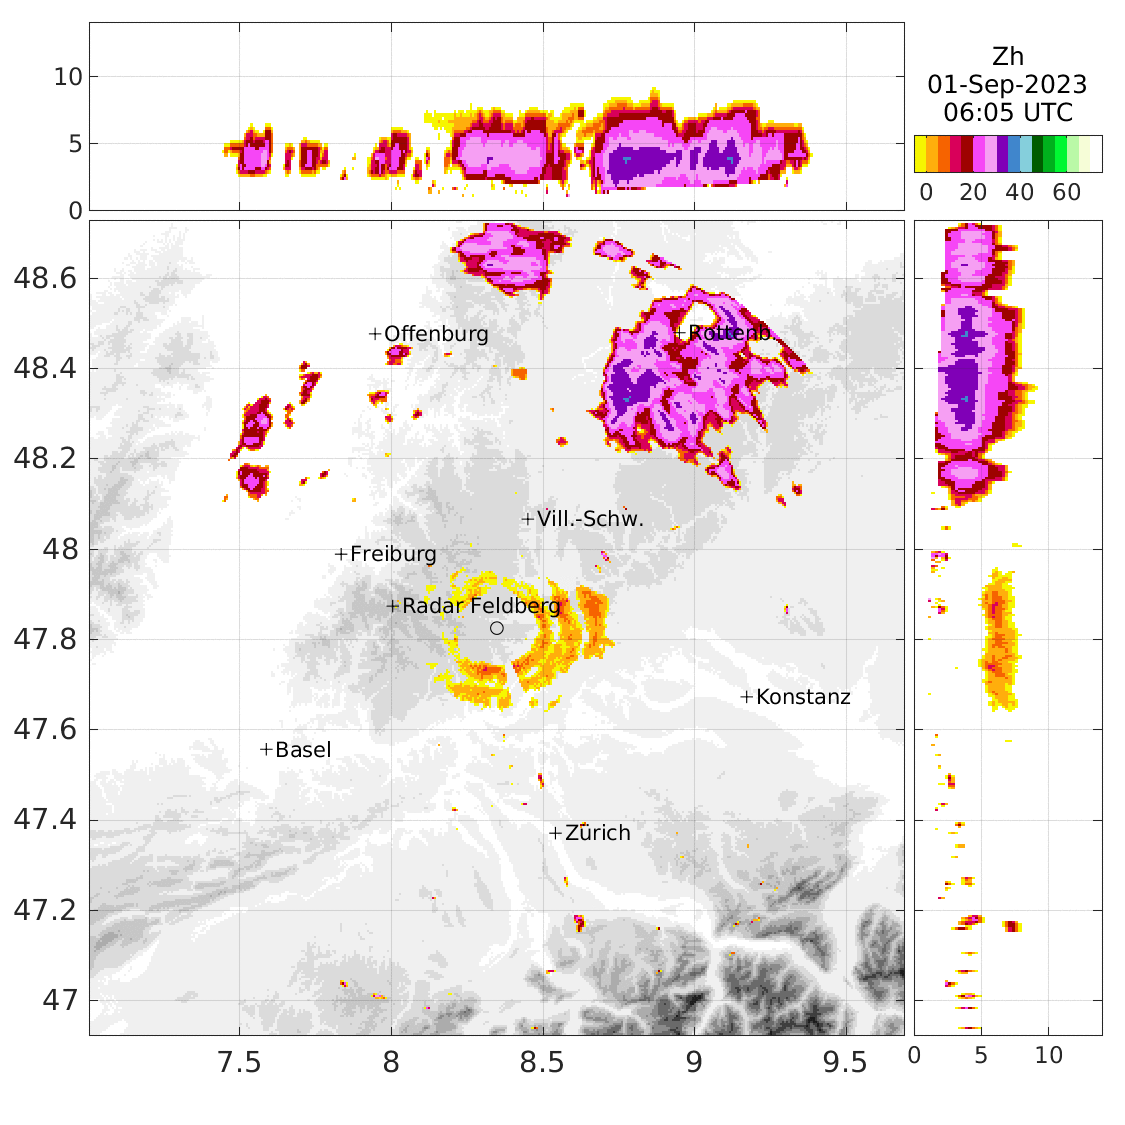 Zh
01-Sep-2023
06:05 UTC
0 20 40 60
10
5
0
48.6
48.4
48.2
48
47.8
47.6
47.4
47.2
47
+Offenburg
+Rottenb.
+Vill.-Schw.
+Freiburg
+Radar Feldberg
+Konstanz
+Basel
+Zürich
7.5 8 8.5 9 9.5
0 5 10